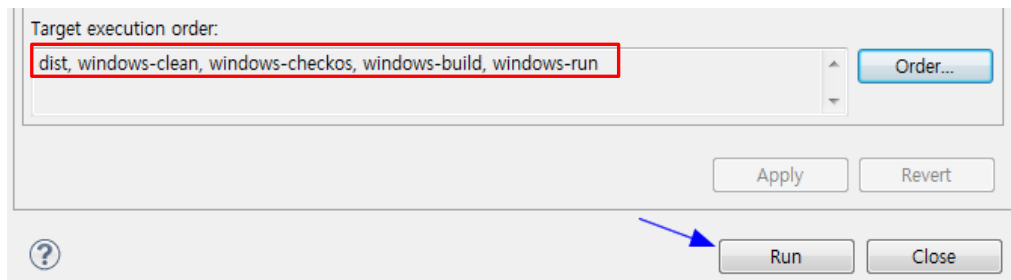 Target execution order:
dist, windows-clean, windows-checkos, windows-build, windows-run
Order...
Apply
Revert
?
Run
Close